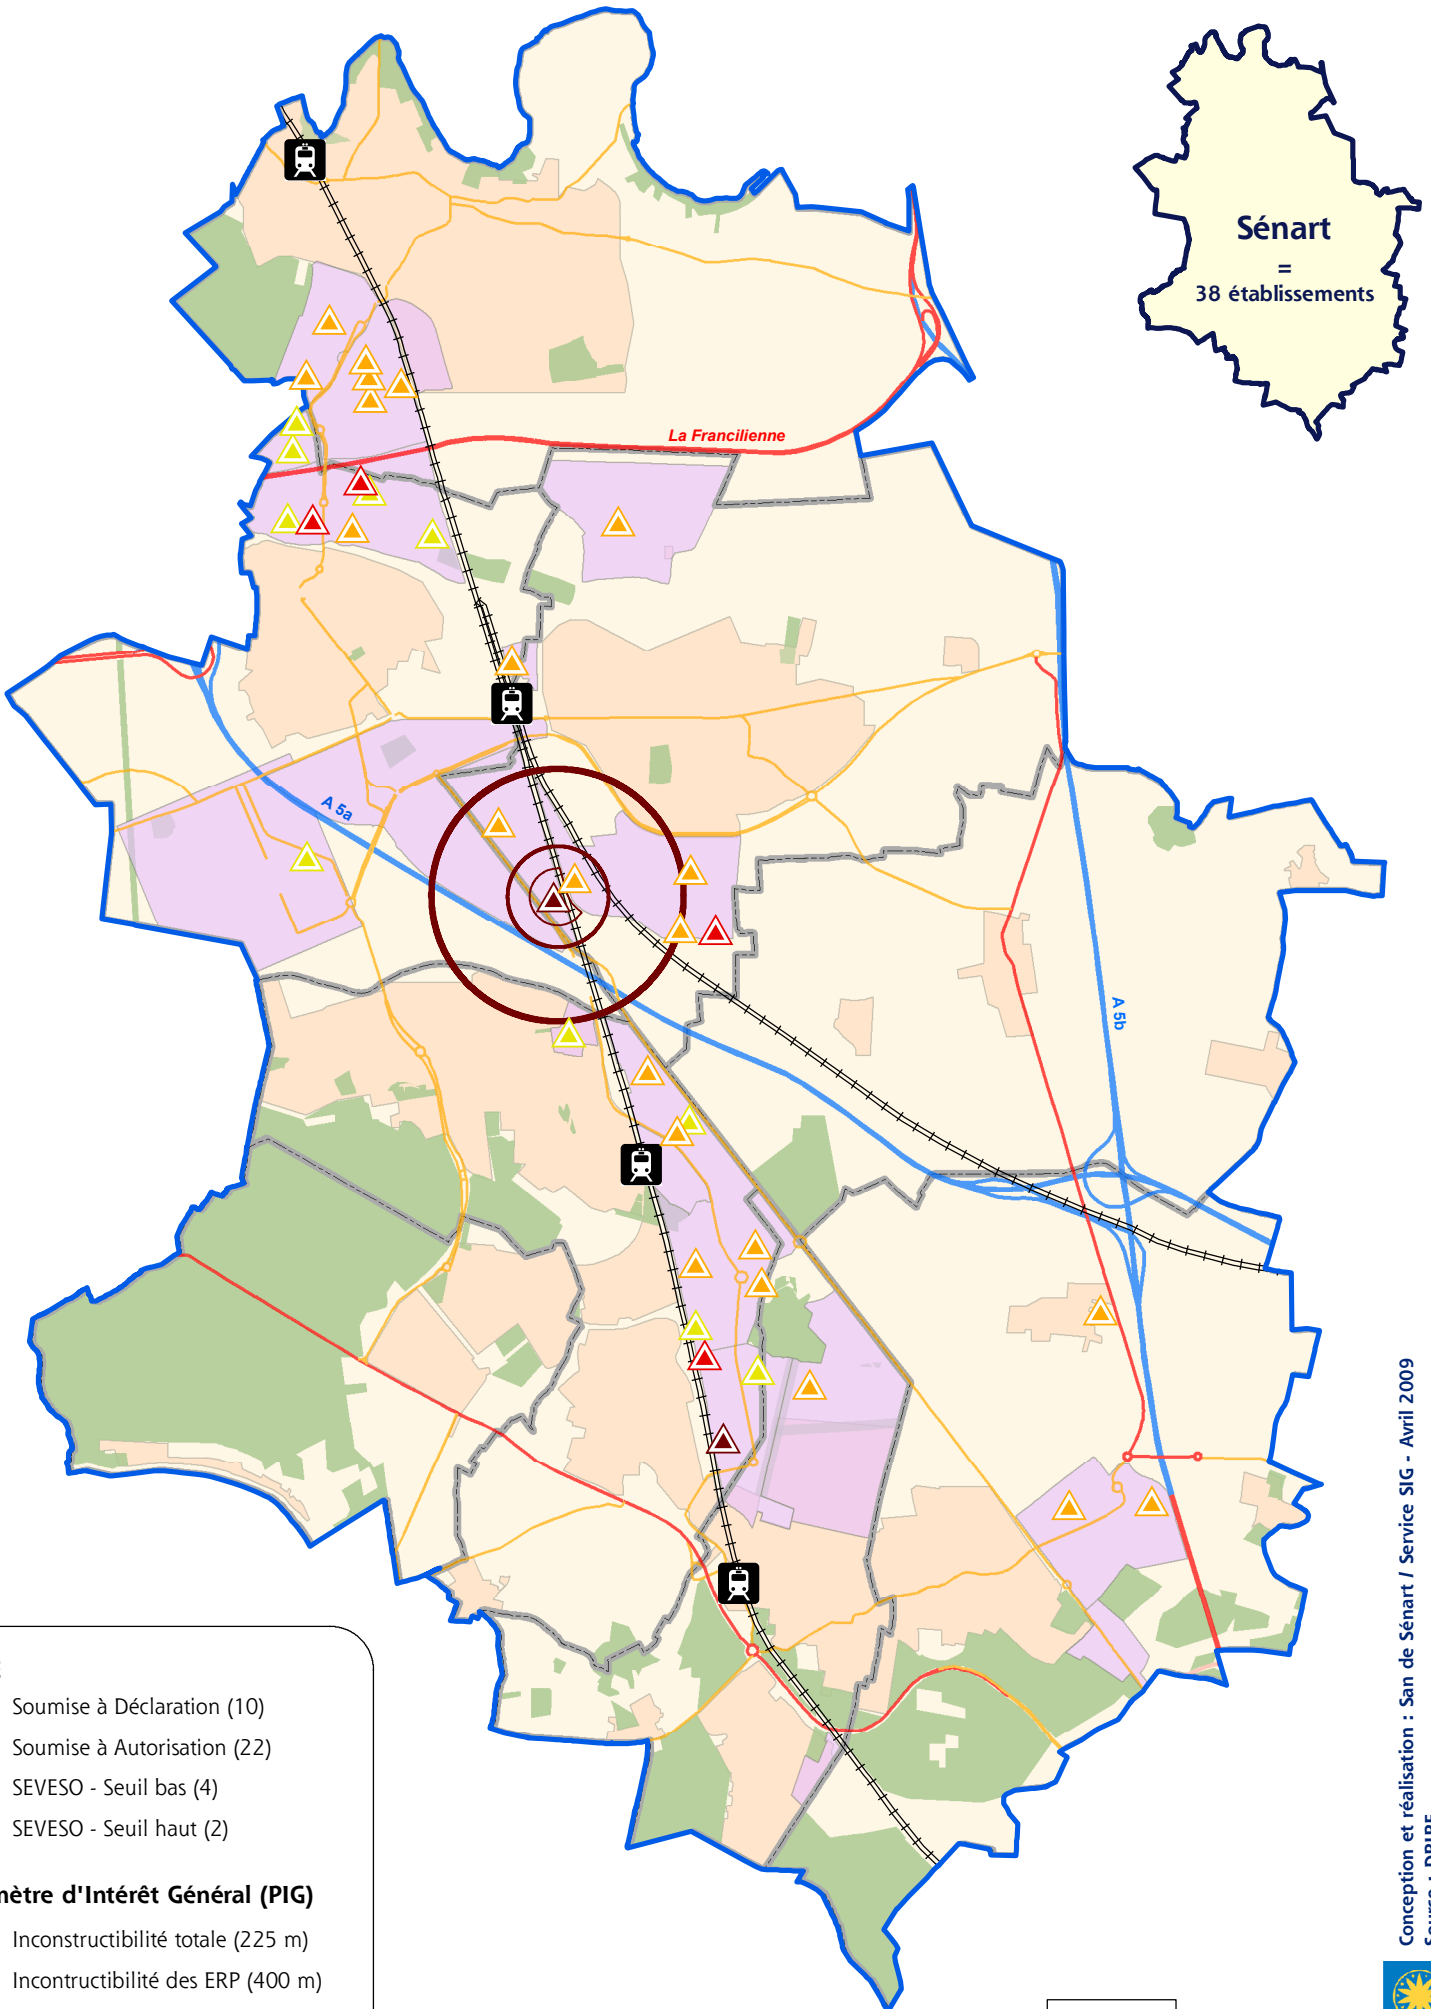 Sénart
=
38 établissements
La Francilienne
A 5a
A 5b
Soumise à Déclaration (10)
Soumise à Autorisation (22)
SEVESO - Seuil bas (4)
SEVESO - Seuil haut (2)
mètre d'Intérêt Général (PIG)
Inconstructibilité totale (225 m)
Incontructibilité des ERP (400 m)
Conception et réalisation : San de Sénart / Service SIG - Avril 2009
Source : DRIRE